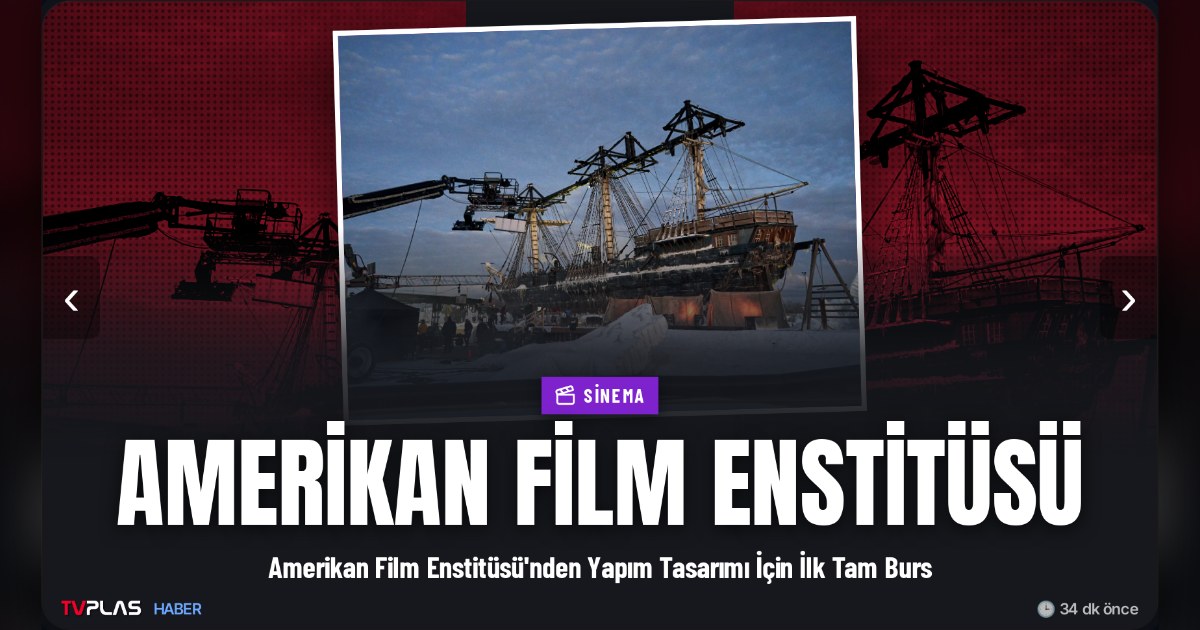 SİNEMA
AMERİKAN FİLM ENSTİTÜSÜ
Amerikan Film Enstitüsü'nden Yapım Tasarımı İçin İlk Tam Burs
TVPLAS HABER
34 dk önce